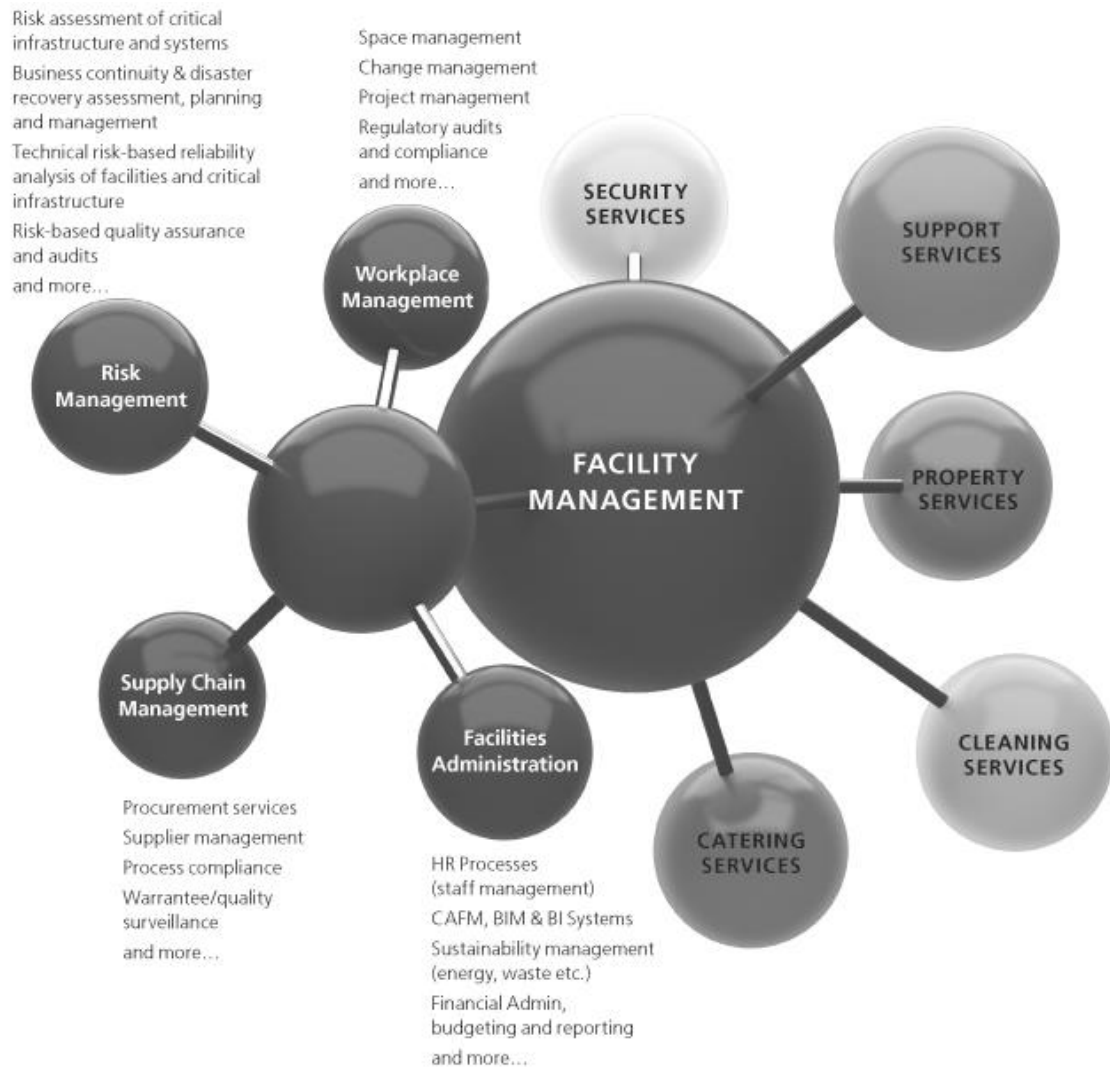 Risk assessment of critical
infrastructure and systems
Business continuity & disaster
recovery assessment, planning
and management
Technical risk-based reliability
analysis of facilities and critical
infrastructure
Risk-based quality assurance
and audits
and more...
Space management
Change management
Project management
Regulatory audits
and compliance
and more...
SECURITY
SERVICES
SUPPORT
SERVICES
Workplace
Management
Risk
Management
FACILITY
MANAGEMENT
PROPERTY
SERVICES
Supply Chain
Management
Facilities
Administration
CLEANING
SERVICES
CATERING
SERVICES
Procurement services
Supplier management
Process compliance
Warrantee/quality
surveillance
and more...
HR Processes
(staff management)
CAFM, BIM & BI Systems
Sustainability management
(energy, waste etc.)
Financial Admin,
budgeting and reporting
and more...